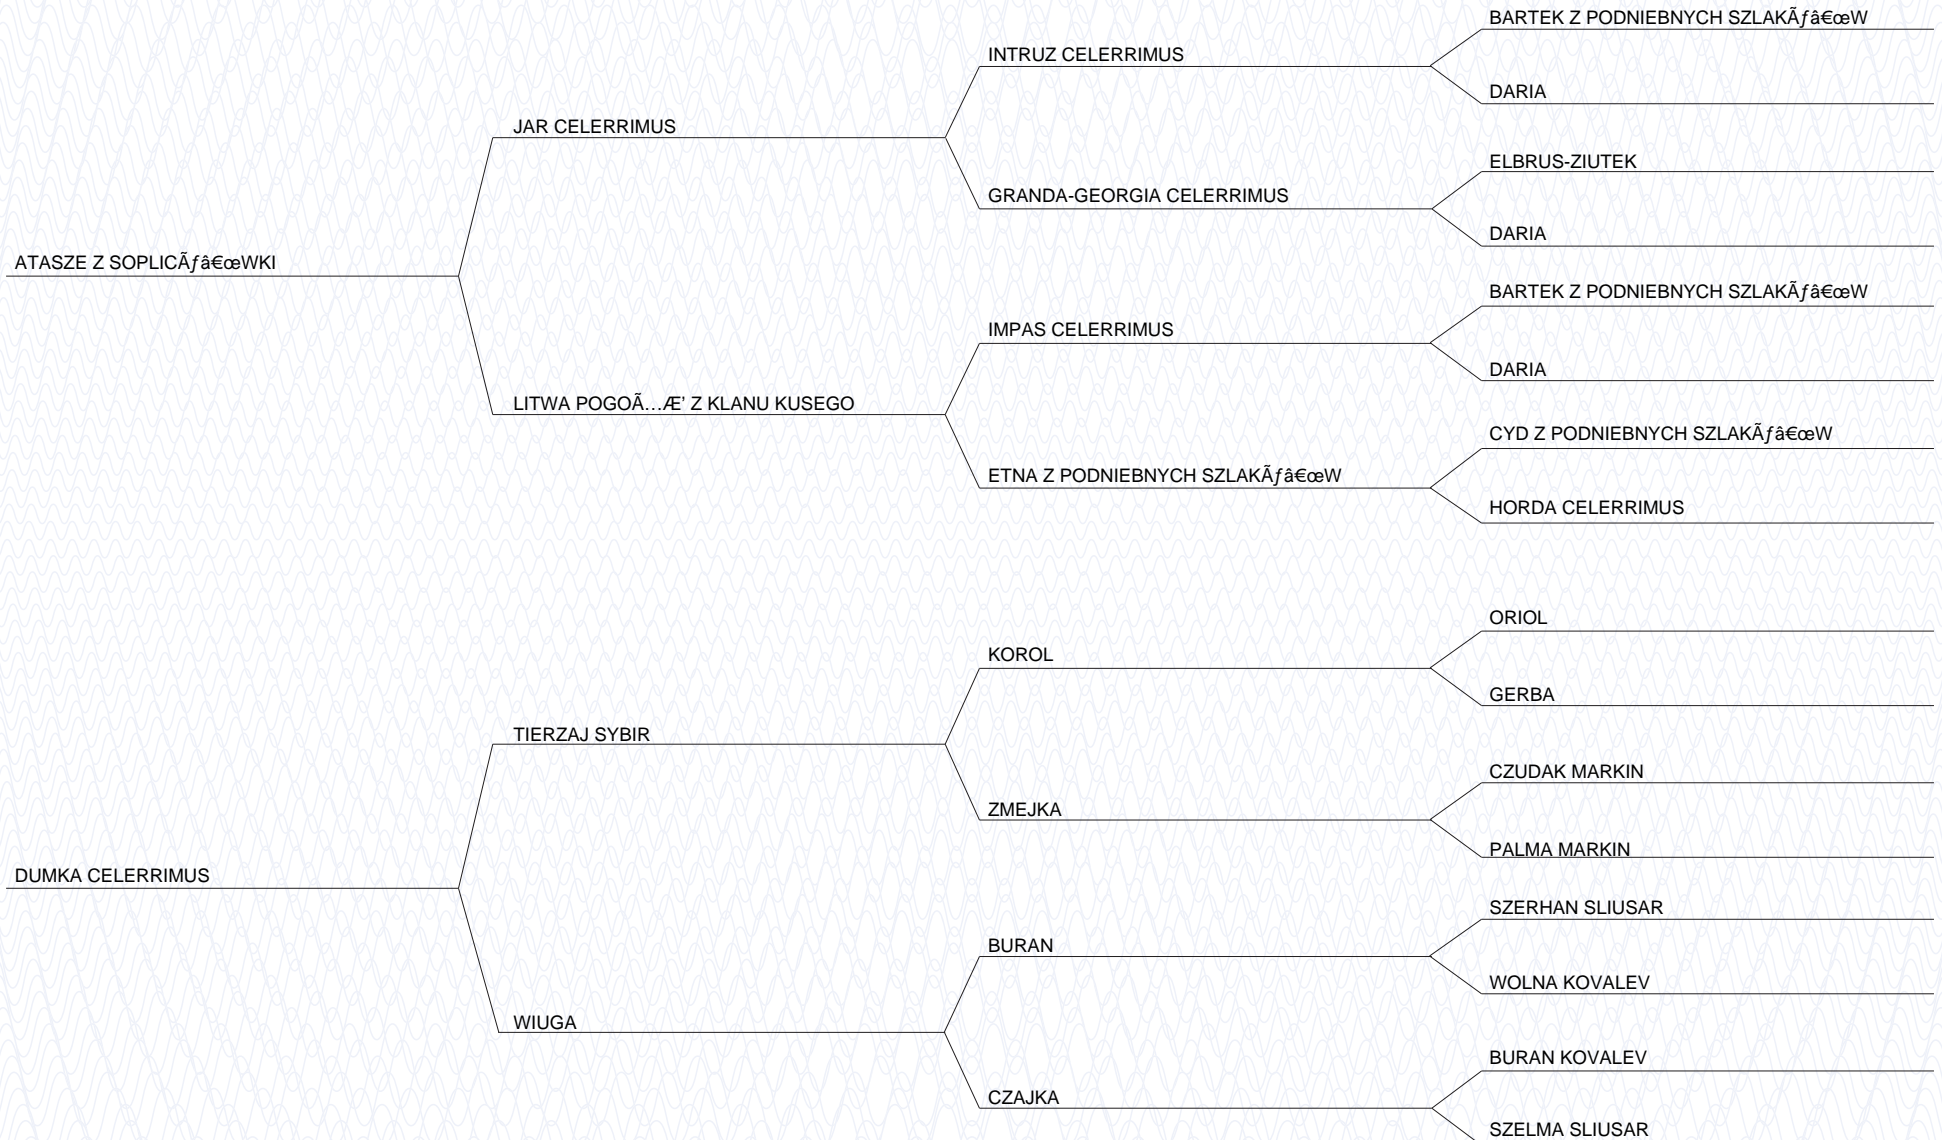 BARTEK Z PODNIEBNYCH SZLAKÃƒâ€œW
INTRUZ CELERRIMUS
DARIA
JAR CELERRIMUS
ELBRUS-ZIUTEK
GRANDA-GEORGIA CELERRIMUS
DARIA
ATASZE Z SOPLICÃƒâ€œWKI
BARTEK Z PODNIEBNYCH SZLAKÃƒâ€œW
IMPAS CELERRIMUS
DARIA
LITWA POGOÃ…Æ’ Z KLANU KUSEGO
CYD Z PODNIEBNYCH SZLAKÃƒâ€œW
ETNA Z PODNIEBNYCH SZLAKÃƒâ€œW
HORDA CELERRIMUS
ORIOL
KOROL
GERBA
TIERZAJ SYBIR
CZUDAK MARKIN
ZMEJKA
PALMA MARKIN
DUMKA CELERRIMUS
SZERHAN SLIUSAR
BURAN
WOLNA KOVALEV
WIUGA
BURAN KOVALEV
CZAJKA
SZELMA SLIUSAR